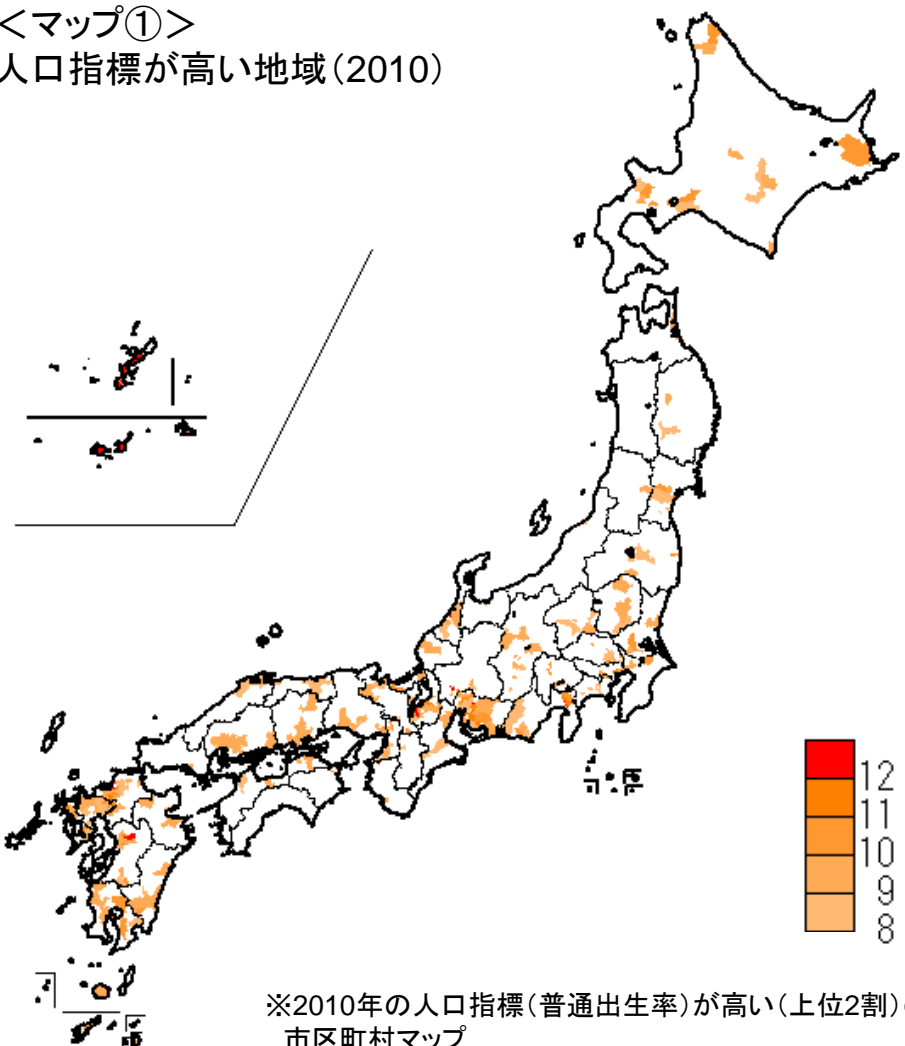 ＜マップ①＞
人口指標が高い地域（2010）
12
11
10
9
8
※2010年の人口指標（普通出生率）が高い（上位2割）
市区町村マップ